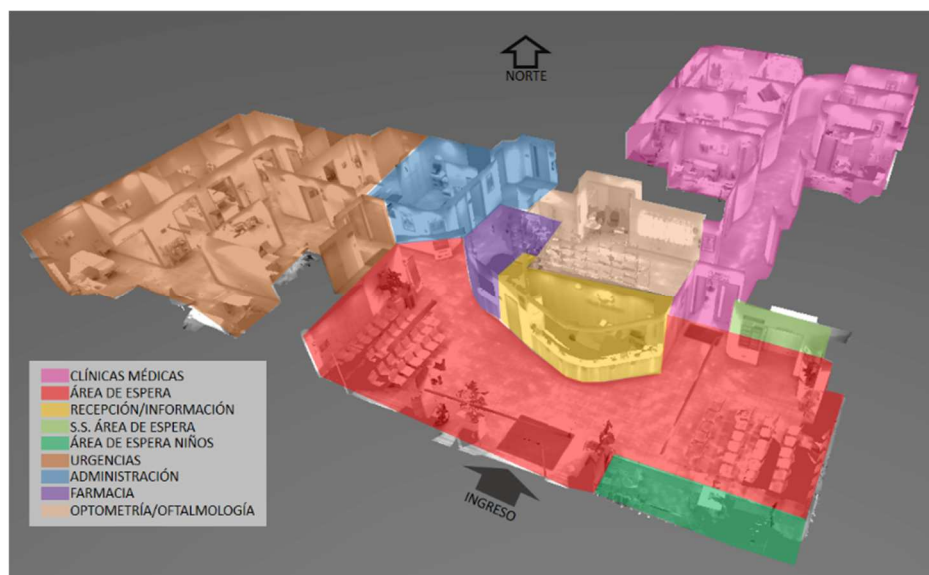 NORTE
CLÍNICAS MÉDICAS
ÁREA DE ESPERA
RECEPCIÓN/INFORMACIÓN
S.S. ÁREA DE ESPERA
ÁREA DE ESPERA NIÑOS
URGENCIAS
ADMINISTRACIÓN
FARMACIA
OPTOMETRÍA/OFTALMOLOGÍA
INGRESO